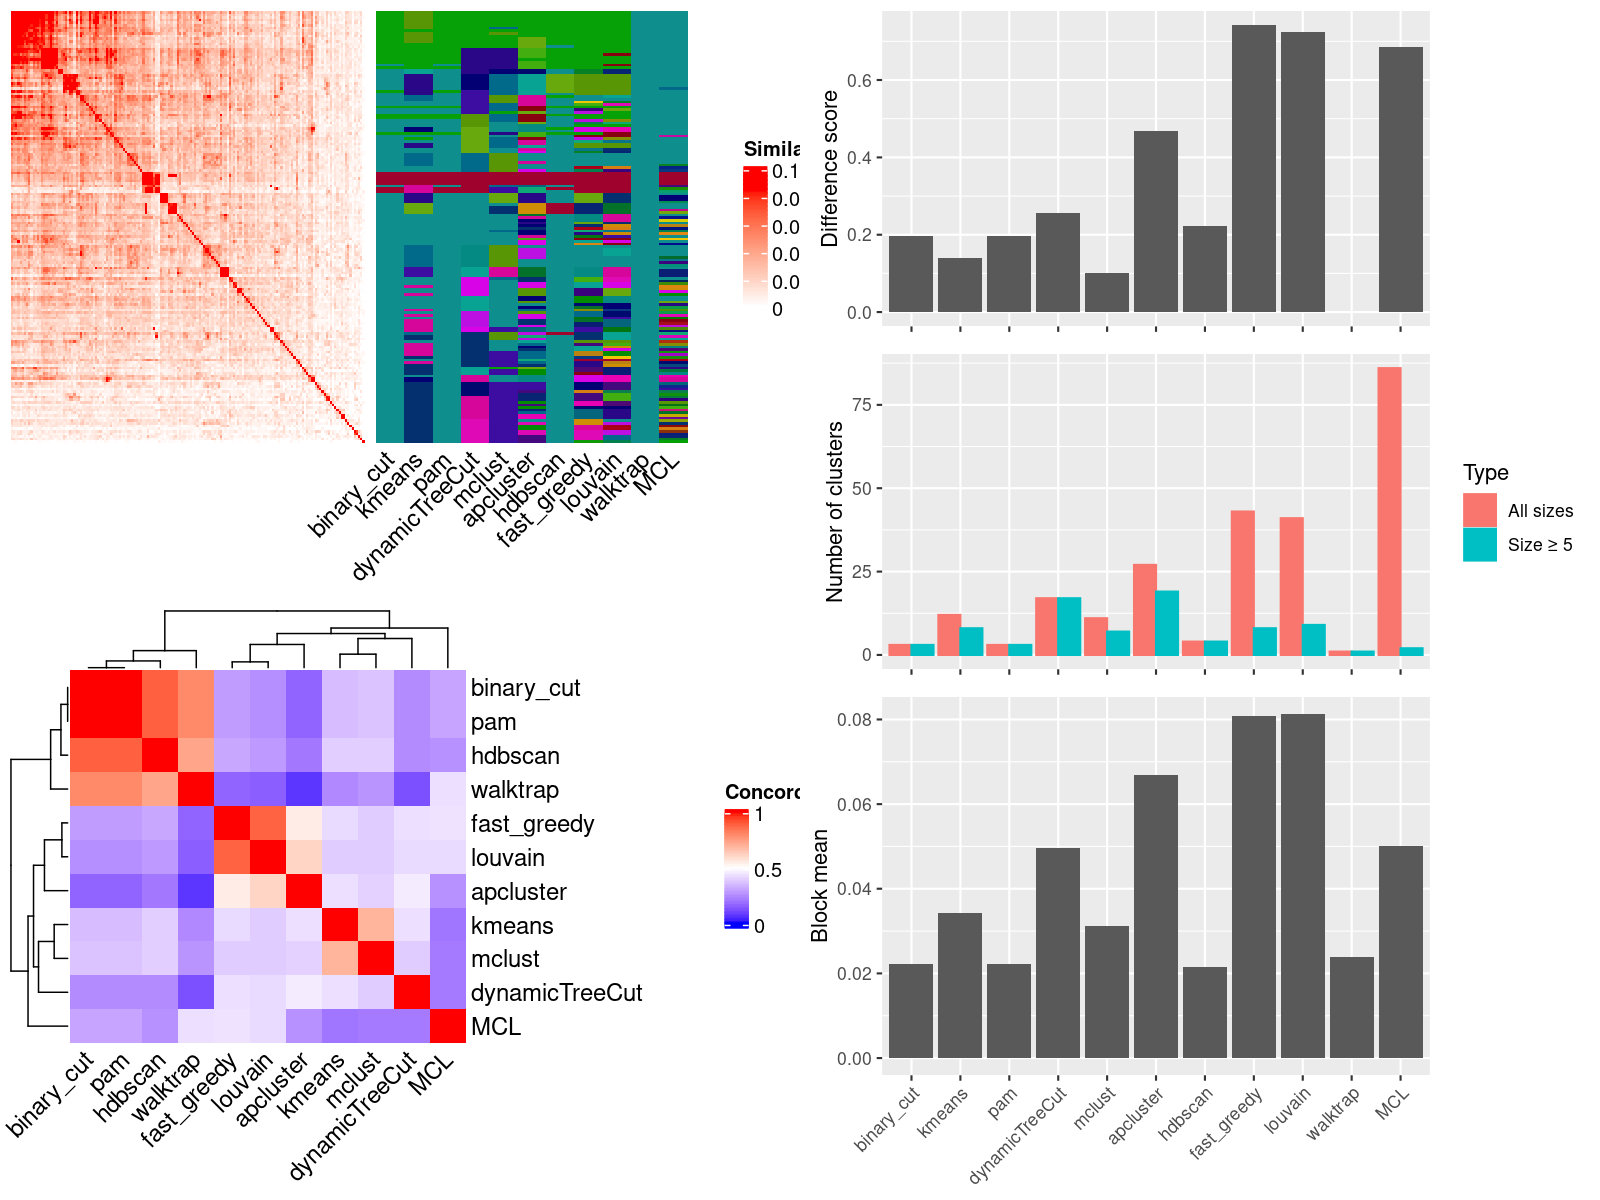 Simila
0.1
0.0
0.0
0.0
0.0
0
binary_cut
kmeans
pam
dynamicTreeCut
mclust
apcluster
hdbscan
fast_greedy
louvain
walktrap
MCL
binary_cut
pam
hdbscan
walktrap
fast_greedy
louvain
apcluster
kmeans
mclust
dynamicTreeCut
MCL
binary_cut
pam
hdbscan
walktrap
fast_greedy
louvain
apcluster
kmeans
mclust
dynamicTreeCut
MCL
Concord
1
0.5
0
Difference score
0.6
0.4
0.2
0.0
Number of clusters
75
50
25
0
Type
All sizes
Size ≥ 5
Block mean
0.08
0.06
0.04
0.02
0.00
binary_cut
kmeans
pam
dynamicTreeCut
mclust
apcluster
hdbscan
fast_greedy
louvain
walktrap
MCL